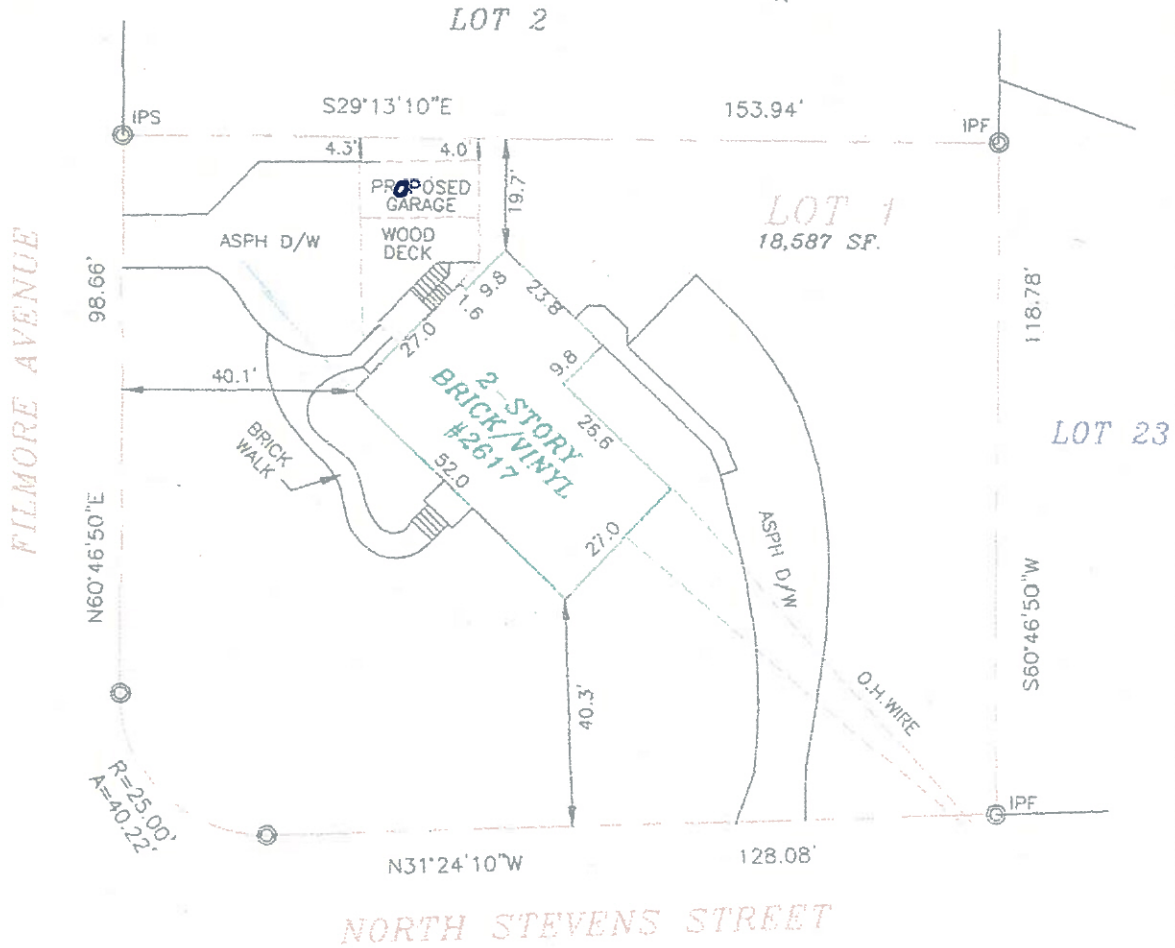 LOT 2
S29°13'10"E
153.94'
IPS
IPF
4.3'
4.0'
PROPOSED
GARAGE
19.7'
LOT 1
18,587 SF.
ASPH D/W
WOOD
DECK
FILMORE AVENUE
98.66'
118.78'
9.8
1.6
23.8
27.0
40.1'
9.8
2-STORY
BRICK/VINYL
#2617
25.6
LOT 23
BRICK
WALK
52.0
27.0
ASPH D/W
N60°46'50"E
S60°46'50"W
40.3'
O.H.WIRE
R=25.00'
A=40.22'
IPF
N31°24'10"W
128.08'
NORTH STEVENS STREET